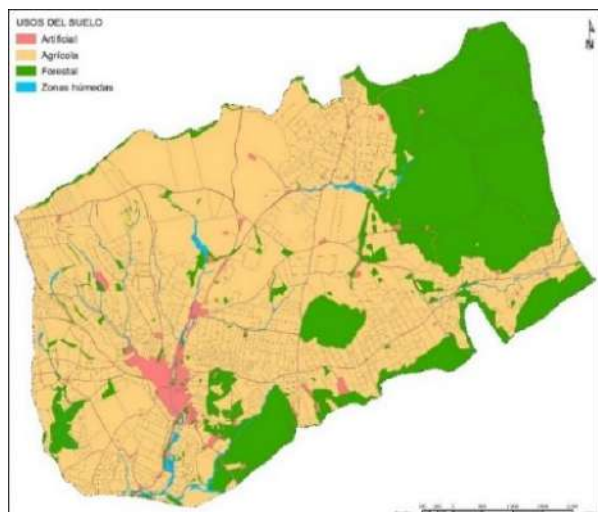 USOS DEL SUELO
Artificial
Agrícola
Forestal
Zonas húmedas
N